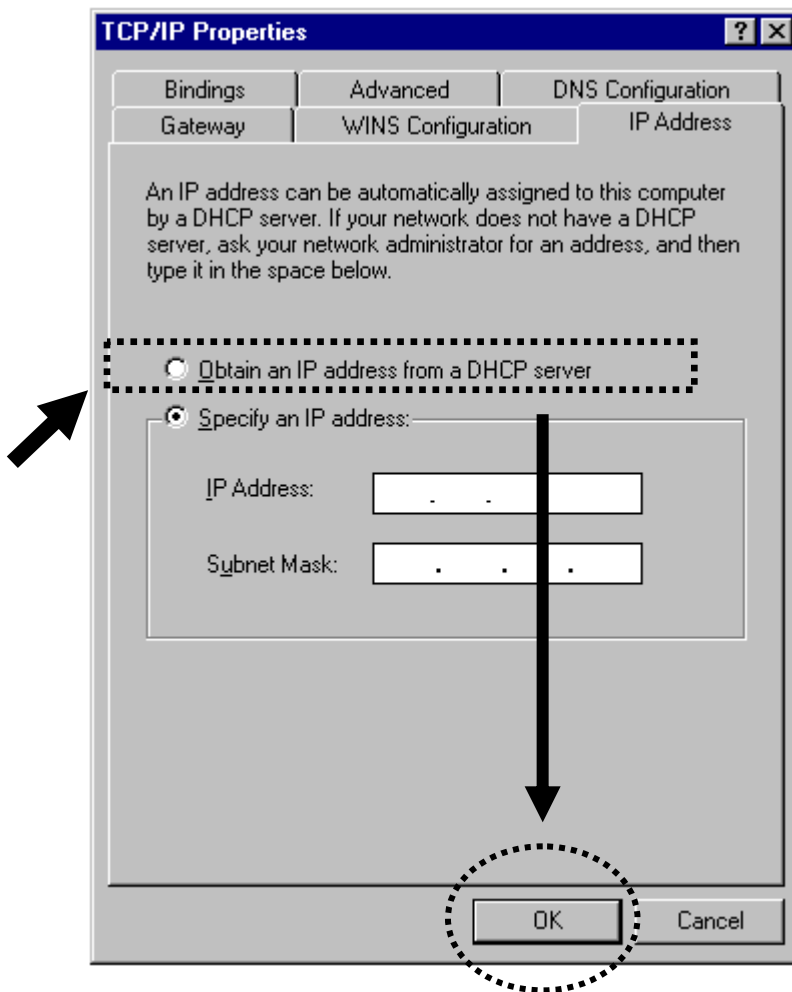 TCP/IP Properties
Bindings Advanced DNS Configuration
Gateway WINS Configuration IP Address
An IP address can be automatically assigned to this computer
by a DHCP server. If your network does not have a DHCP
server, ask your network administrator for an address, and then
type it in the space below.
Obtain an IP address from a DHCP server
Specify an IP address:
IP Address:
Subnet Mask:
OK Cancel